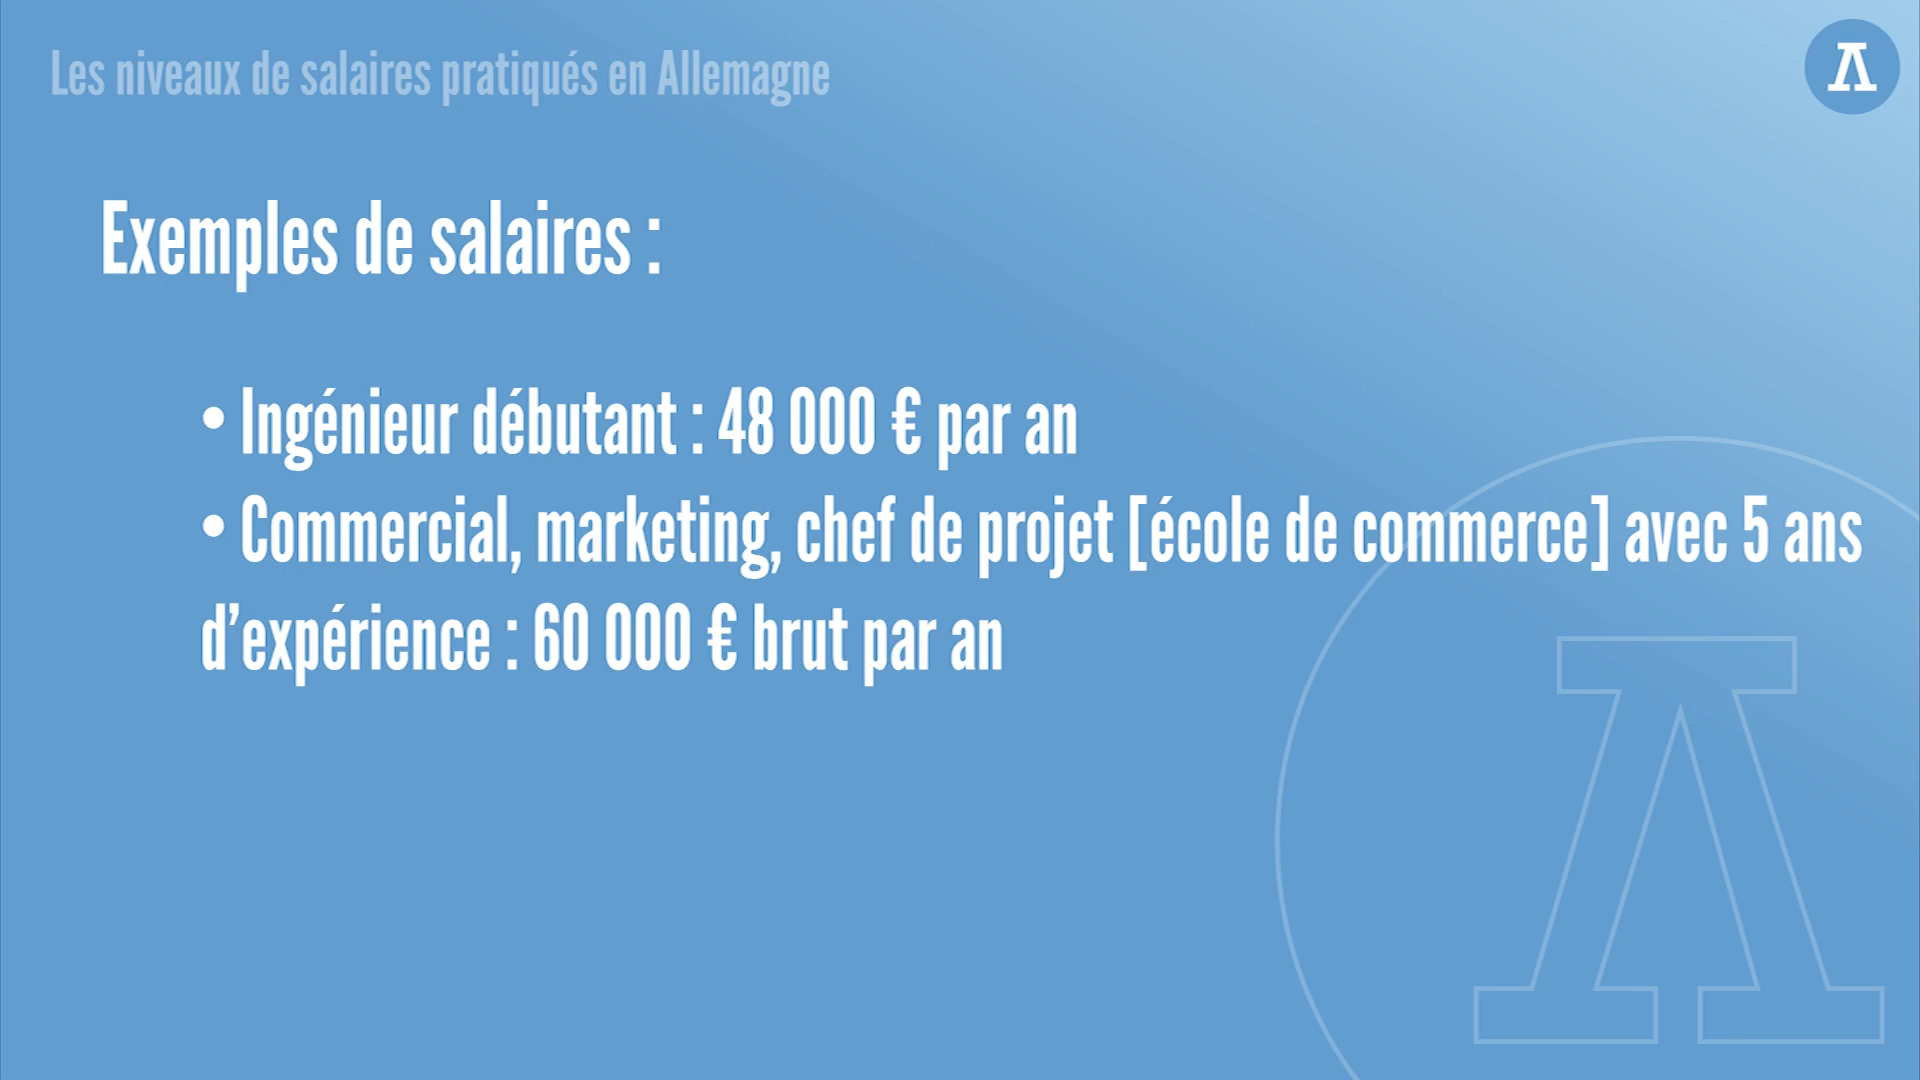 Les niveaux de salaires pratiqués en Allemagne
Exemples de salaires :
• Ingénieur débutant : 48 000 € par an
• Commercial, marketing, chef de projet [école de commerce] avec 5 ans
d’expérience : 60 000 € brut par an